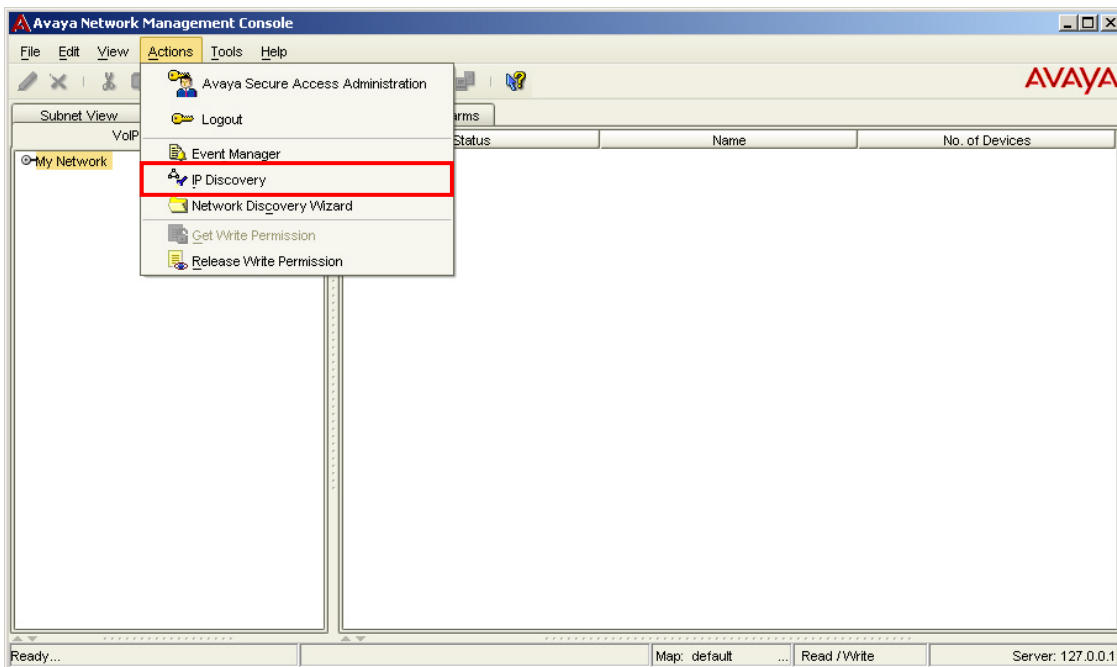 Avaya Network Management Console
File Edit View Actions Tools Help
AVAYA
Avaya Secure Access Administration
Logout
Event Manager
IP Discovery
Network Discovery Wizard
Get Write Permission
Release Write Permission
Subnet View
VoIP
Status Name No. of Devices
My Network
Ready... Map: default ... Read / Write Server: 127.0.0.1